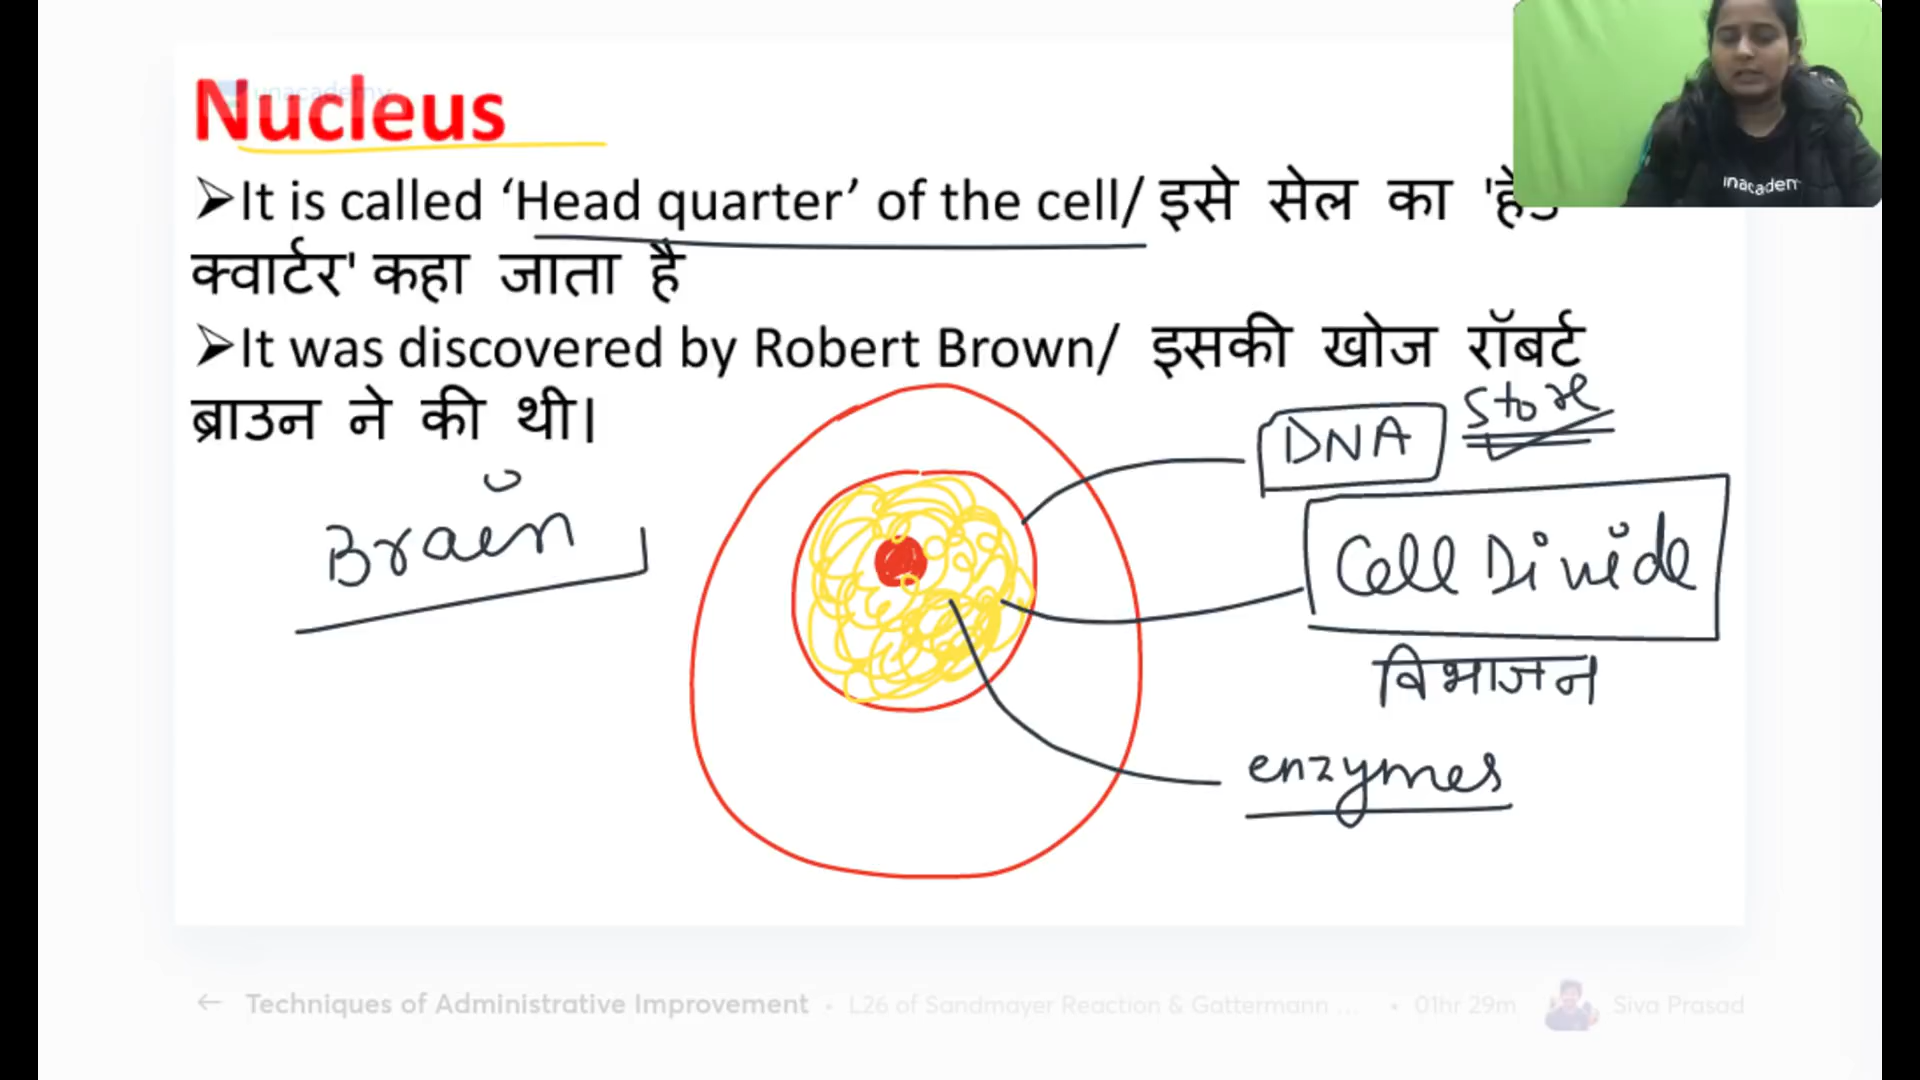 Nucleus
unacademy
➢It is called ‘Head quarter’ of the cell/ इसे सेल का 'हेड
क्वार्टर' कहा जाता है
➢It was discovered by Robert Brown/ इसकी खोज रॉबर्ट
ब्राउन ने की थी।
DNA Store
Brain
Cell Divide
विभाजन
enzymes
unacademy
← Techniques of Administrative Improvement • L26 of Sandmayer Reaction & Gattermann ... • 01hr 29m Siva Prasad